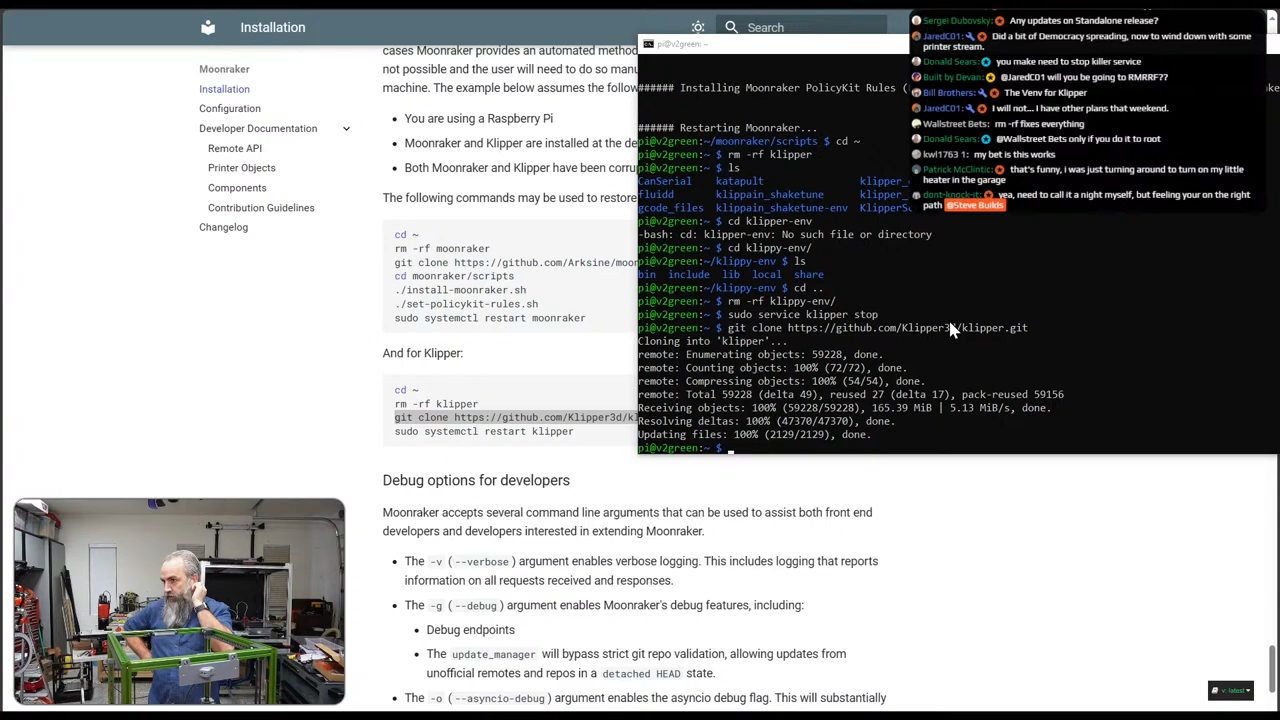 Installation
Search
Moonraker
Installation
Configuration
Developer Documentation
Remote API
Printer Objects
Components
Contribution Guidelines
Changelog
cases Moonraker provides an automated metho
not possible and the user will need to do so manu
machine. The example below assumes the follow
You are using a Raspberry Pi
Moonraker and Klipper are installed at the de
Both Moonraker and Klipper have been corru
The following commands may be used to restore
cd ~
rm -rf moonraker
git clone https://github.com/Arksine/moo
cd moonraker/scripts
./install-moonraker.sh
./set-policykit-rules.sh
sudo systemctl restart moonraker
And for Klipper:
cd ~
rm -rf klipper
git clone https://github.com/Klipper3d/kl
sudo systemctl restart klipper
Debug options for developers
Moonraker accepts several command line arguments that can be used to assist both front end
developers and developers interested in extending Moonraker.
The -v ( --verbose ) argument enables verbose logging. This includes logging that reports
information on all requests received and responses.
The -g ( --debug ) argument enables Moonraker's debug features, including:
Debug endpoints
The update_manager will bypass strict git repo validation, allowing updates from
unofficial remotes and repos in a detached HEAD state.
The -o ( --asyncio-debug ) argument enables the asyncio debug flag. This will substantially
v: latest
pi@v2green: ~
###### Installing Moonraker PolicyKit Rules (
###### Restarting Moonraker...
pi@v2green:~/moonraker/scripts $ cd ~
pi@v2green:~ $ rm -rf klipper
pi@v2green:~ $ ls
CanSerial katapult klipper_
fluidd klippain_shaketune
gcode_files klippain_shaketune-env KlipperS
pi@v2green:~ $ cd klipper-env
-bash: cd: klipper-env: No such file or directory
pi@v2green:~ $ cd klippy-env/
pi@v2green:~/klippy-env $ ls
bin include lib local share
pi@v2green:~/klippy-env $ cd ..
pi@v2green:~ $ rm -rf klippy-env/
pi@v2green:~ $ sudo service klipper stop
pi@v2green:~ $ git clone https://github.com/Klipper3 /klipper.git
Cloning into 'klipper'...
remote: Enumerating objects: 59228, done.
remote: Counting objects: 100% (72/72), done.
remote: Compressing objects: 100% (54/54), done.
remote: Total 59228 (delta 49), reused 27 (delta 17), pack-reused 59156
Receiving objects: 100% (59228/59228), 165.39 MiB | 5.13 MiB/s, done.
Resolving deltas: 100% (47370/47370), done.
Updating files: 100% (2129/2129), done.
pi@v2green:~ $
Sergei Dubovsky: Any updates on Standalone release?
JaredC01: Did a bit of Democracy spreading, now to wind down with some
printer stream.
Donald Sears: you make need to stop killer service
Built by Devan: @JaredC01 will you be going to RMRRF??
Bill Brothers: The Venv for Klipper
JaredC01: I will not... I have other plans that weekend.
Wallstreet Bets: rm -rf fixes everything
Donald Sears: @Wallstreet Bets only if you do it to root
kwl1763 1: my bet is this works
Patrick McClintic: that's funny, i was just turning around to turn on my little
heater in the garage
dont-knock-it: yea, need to call it a night myself, but feeling your on the right
path @Steve Builds